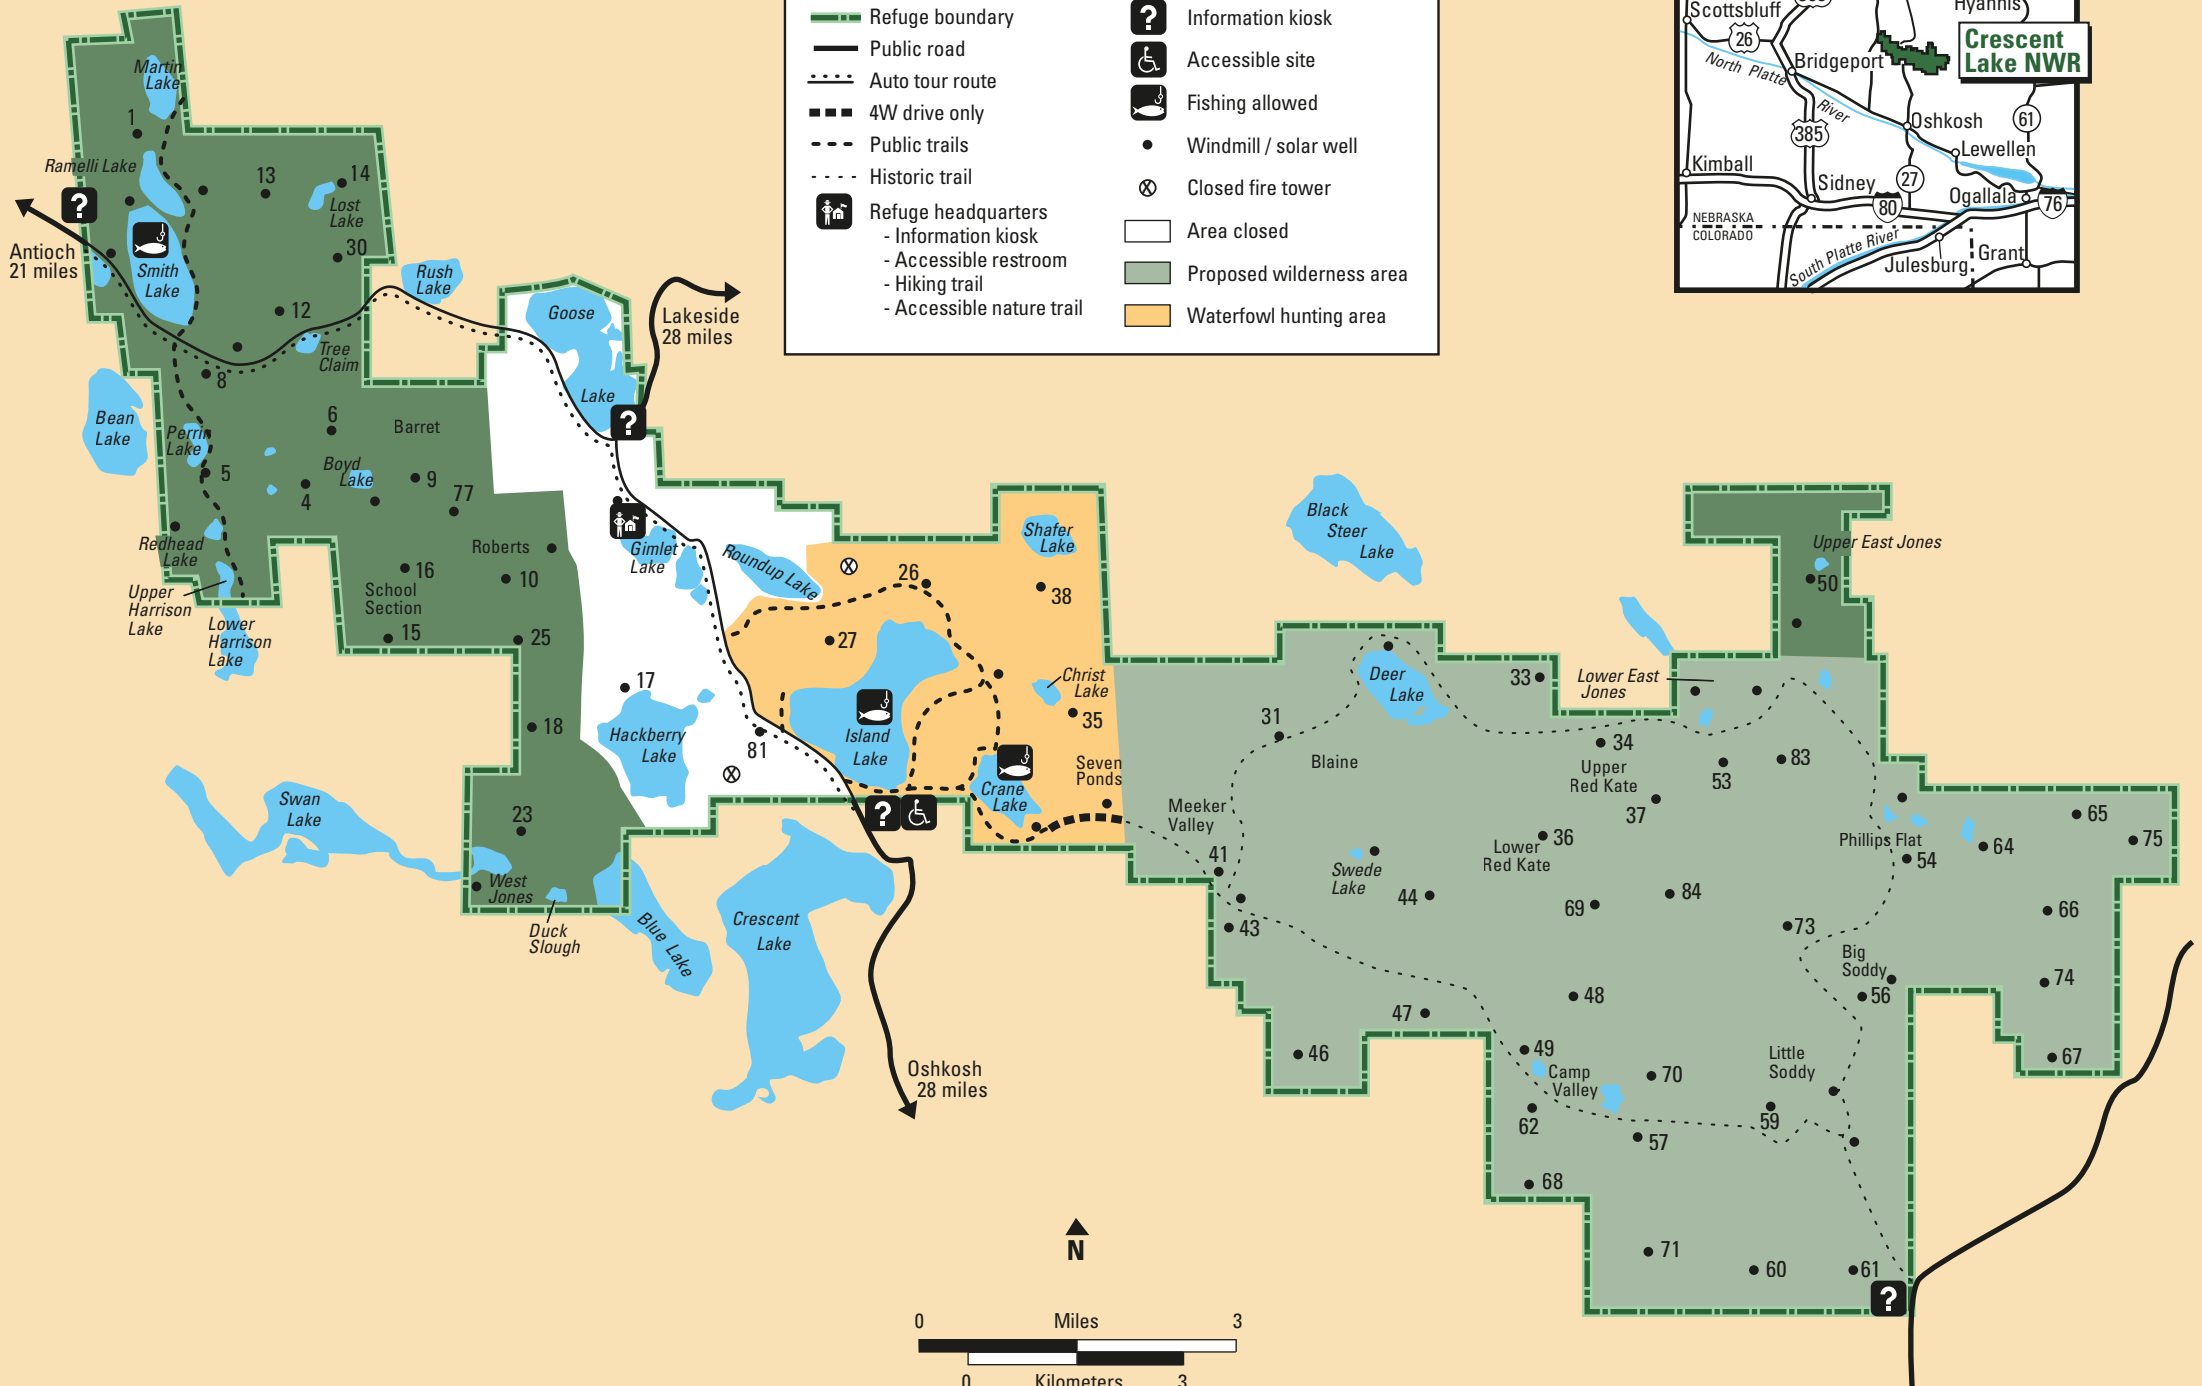 Refuge boundary
Public road
Auto tour route
4W drive only
Public trails
Historic trail
Refuge headquarters
- Information kiosk
- Accessible restroom
- Hiking trail
- Accessible nature trail
?
Information kiosk
Accessible site
Fishing allowed
Windmill / solar well
Closed fire tower
Area closed
Proposed wilderness area
Waterfowl hunting area
Scottsbluff
Hyannis
26
Crescent
Lake NWR
North Platte
River
Bridgeport
385
Oshkosh
61
Lewellen
Kimball
Sidney
27
Ogallala
80
76
NEBRASKA
COLORADO
South Platte River
Julesburg
Grant
Martin
Lake
1
Ramelli Lake
13
14
Lost
Lake
?
Antioch
21 miles
Smith
Lake
30
12
Rush
Lake
Tree
Claim
8
Goose
Lake
?
Lakeside
28 miles
Bean
Lake
Perrin
Lake
6
Barret
5
Boyd
Lake
4
9
77
Redhead
Lake
Upper
Harrison
Lake
Lower
Harrison
Lake
Roberts
16
School
Section
10
15
25
Gimlet
Lake
Roundup Lake
26
27
Shafer
Lake
38
17
Christ
Lake
35
Hackberry
Lake
18
81
Island
Lake
Crane
Lake
Seven
Ponds
?
Swan
Lake
23
West
Jones
Duck
Slough
Blue Lake
Crescent
Lake
Oshkosh
28 miles
Black
Steer
Lake
Upper East Jones
50
Deer
Lake
33
Lower East
Jones
31
Blaine
34
Upper
Red Kate
53
83
37
Meeker
Valley
41
43
Swede
Lake
44
Lower
Red Kate
36
69
84
Phillips Flat
54
64
65
75
66
73
Big
Soddy
56
74
67
48
47
46
49
Camp
Valley
70
Little
Soddy
59
62
57
68
71
60
61
?
N
0
Miles
3
0
Kilometers
3